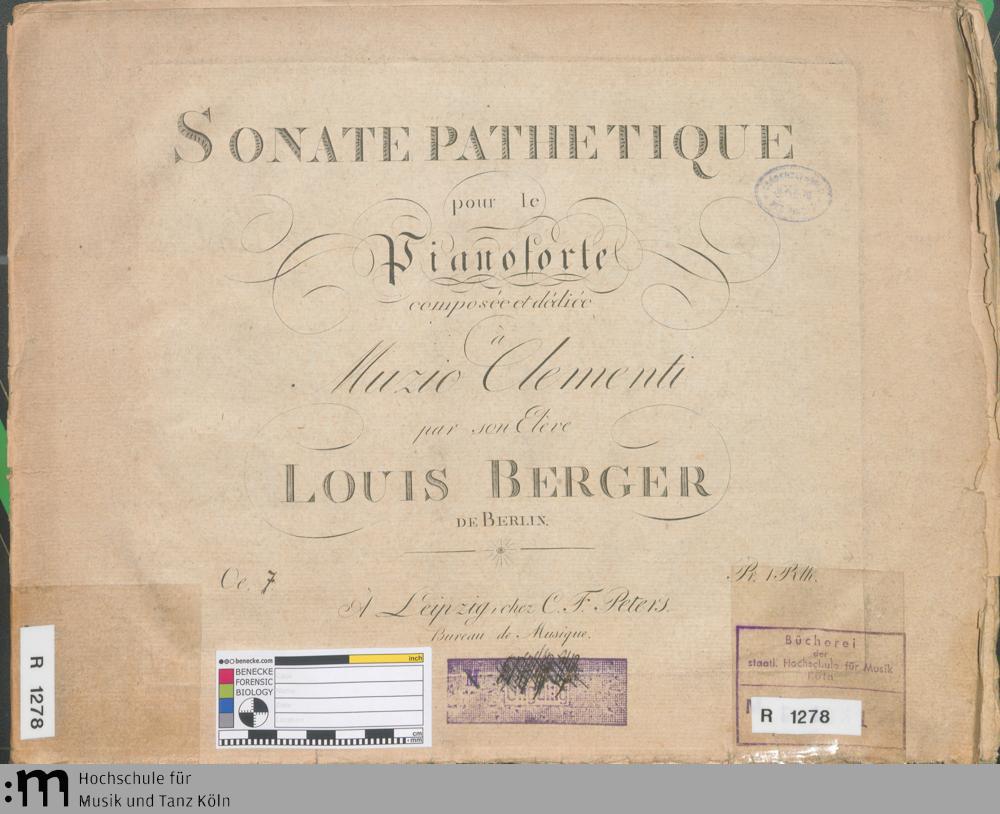 SONATE PATHETIQUE
pour le
Pianoforte
composée et dédiée
à
Muzio Clementi
par son Elève
LOUIS BERGER
DE BERLIN.
Oe. 7
Pr. 1 Rth.
À Leipzig, chez C. F. Peters.
Bureau de Musique.
Bücherei
der
staatl. Hochschule für Musik
Köln
R 1278
R 1278
benecke.com
inch
BENECKE
FORENSIC
BIOLOGY
cm
mm
N
:m Hochschule für
Musik und Tanz Köln